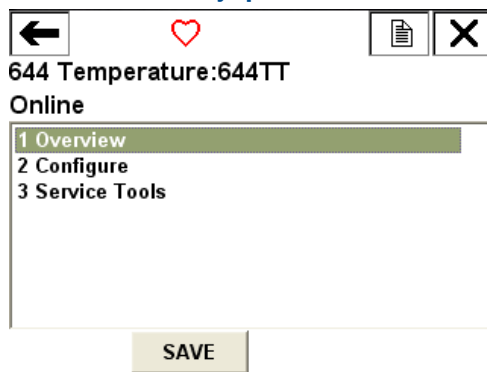 644 Temperature:644TT
Online
1 Overview
2 Configure
3 Service Tools
SAVE